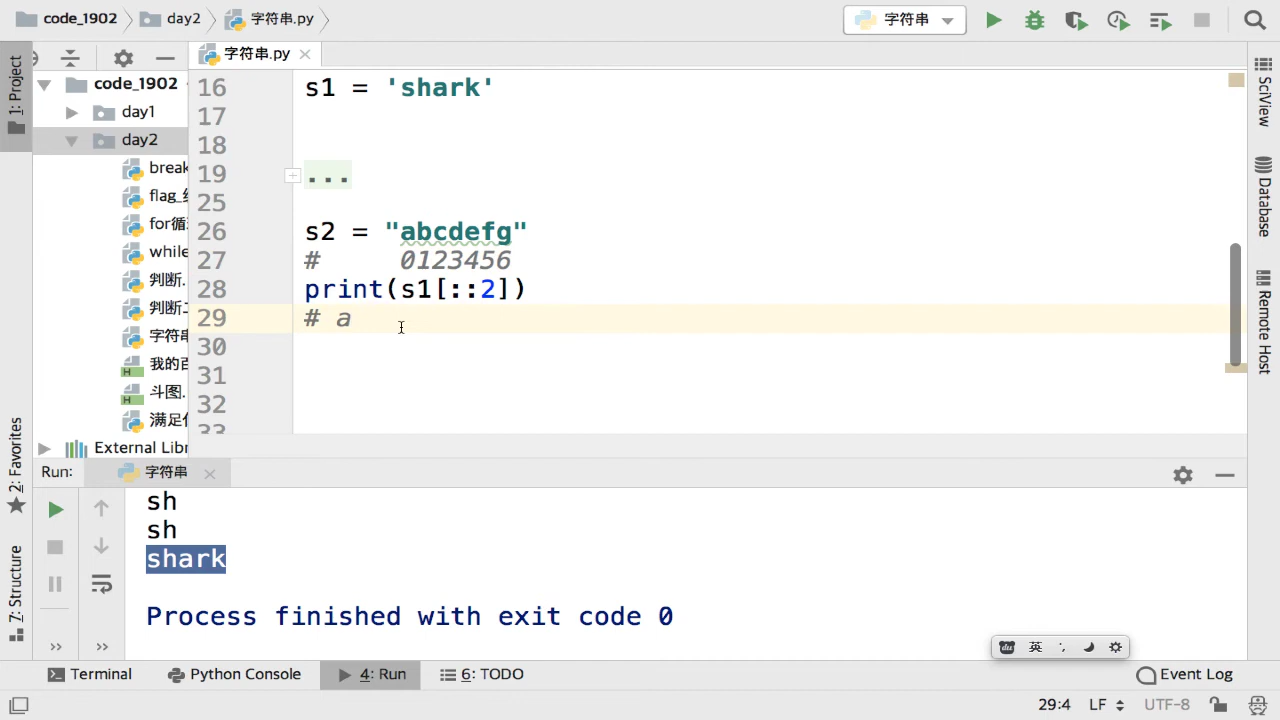 code_1902 day2 字符串.py 字符串
1: Project
字符串.py
code_1902
day1
day2
break
flag_
for循
while
判断.
判断
字符串
我的百
斗图.
满足
External Libr
16 s1 = 'shark'
17
18
19 ...
25
26 s2 = "abcdefg"
27 #     0123456
28 print(s1[::2])
29 # a
30
31
32
33
SciView
Database
Remote Host
2: Favorites
7: Structure
Run: 字符串
sh
sh
shark
Process finished with exit code 0
du 英
Terminal Python Console 4: Run 6: TODO Event Log
29:4 LF UTF-8